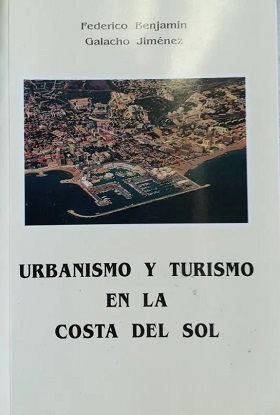 Federico Benjamín
Galacho Jiménez
URBANISMO Y TURISMO
EN LA
COSTA DEL SOL